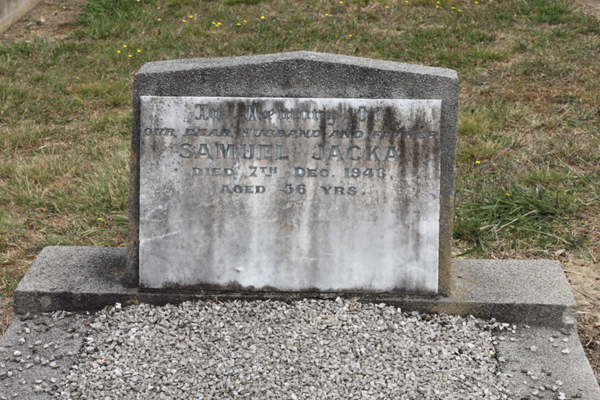 In Memory Of
OUR DEAR HUSBAND AND FATHER
SAMUEL JACKA
DIED 7TH DEC. 1948,
AGED 56 YRS.